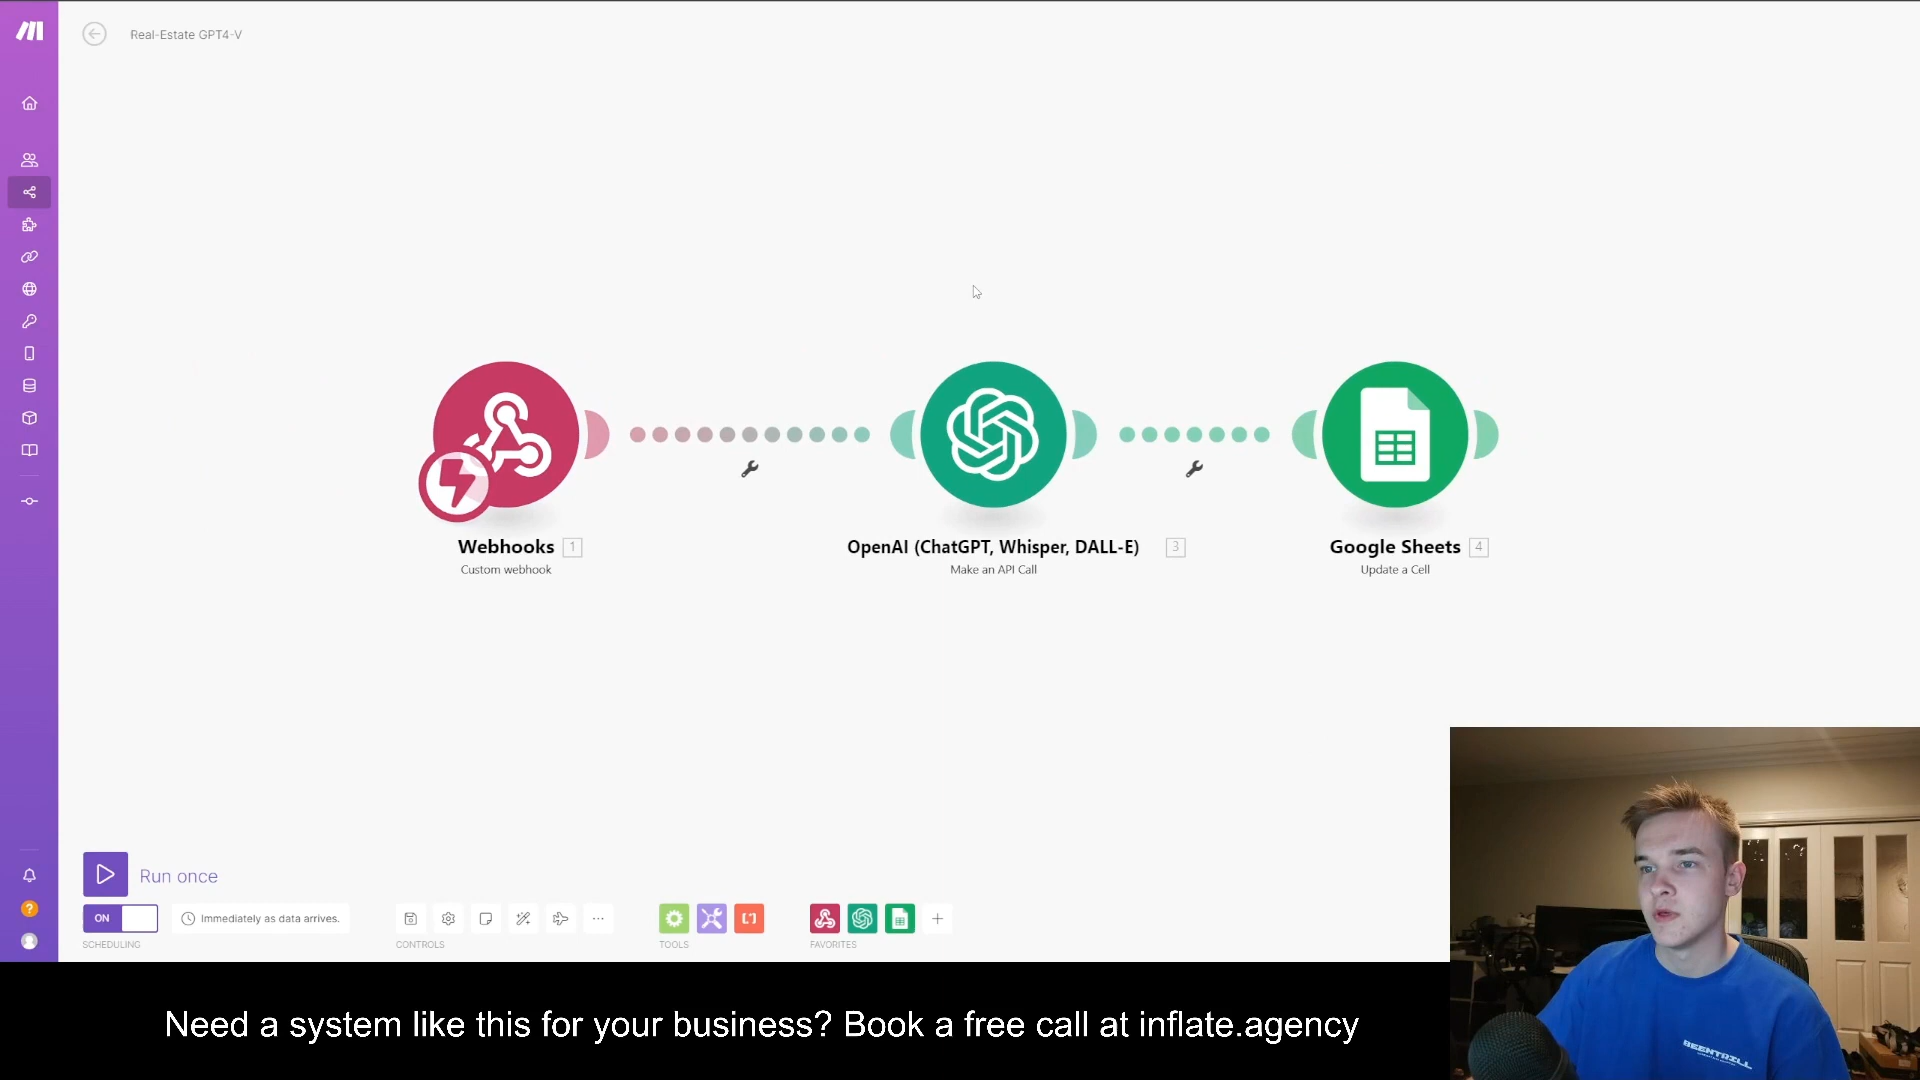 Real-Estate GPT4-V
Webhooks 1
Custom webhook
OpenAI (ChatGPT, Whisper, DALL-E) 3
Make an API Call
Google Sheets 4
Update a Cell
Run once
ON
Immediately as data arrives.
SCHEDULING
CONTROLS
TOOLS
FAVORITES
?
Need a system like this for your business? Book a free call at inflate.agency
BEENTRILL